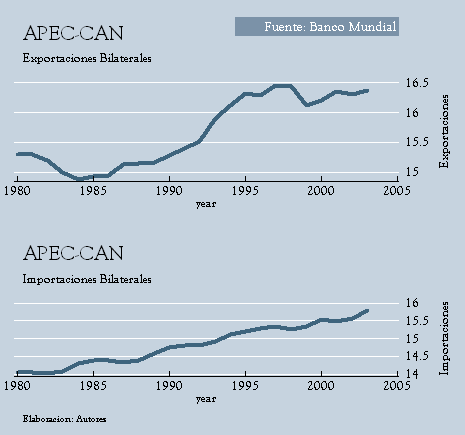 APEC-CAN
Fuente: Banco Mundial
Exportaciones Bilaterales
16.5
16
15.5
15
Exportaciones
1980 1985 1990 1995 2000 2005
year
APEC-CAN
Importaciones Bilaterales
16
15.5
15
14.5
14
Importaciones
1980 1985 1990 1995 2000 2005
year
Elaboracion: Autores